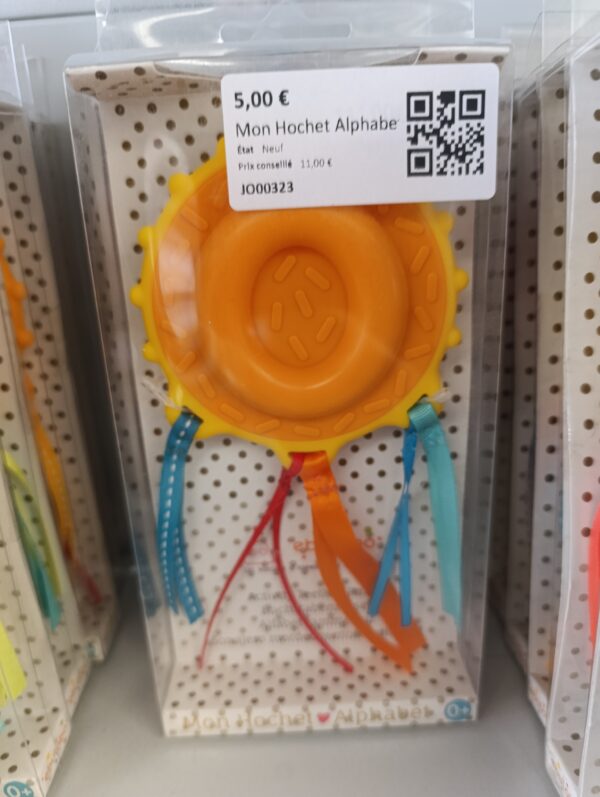 5,00 €
Mon Hochet Alphabe
État Neuf
Prix conseillé 11,00 €
JO00323
Mon Hochet ♥ Alphabet 0+